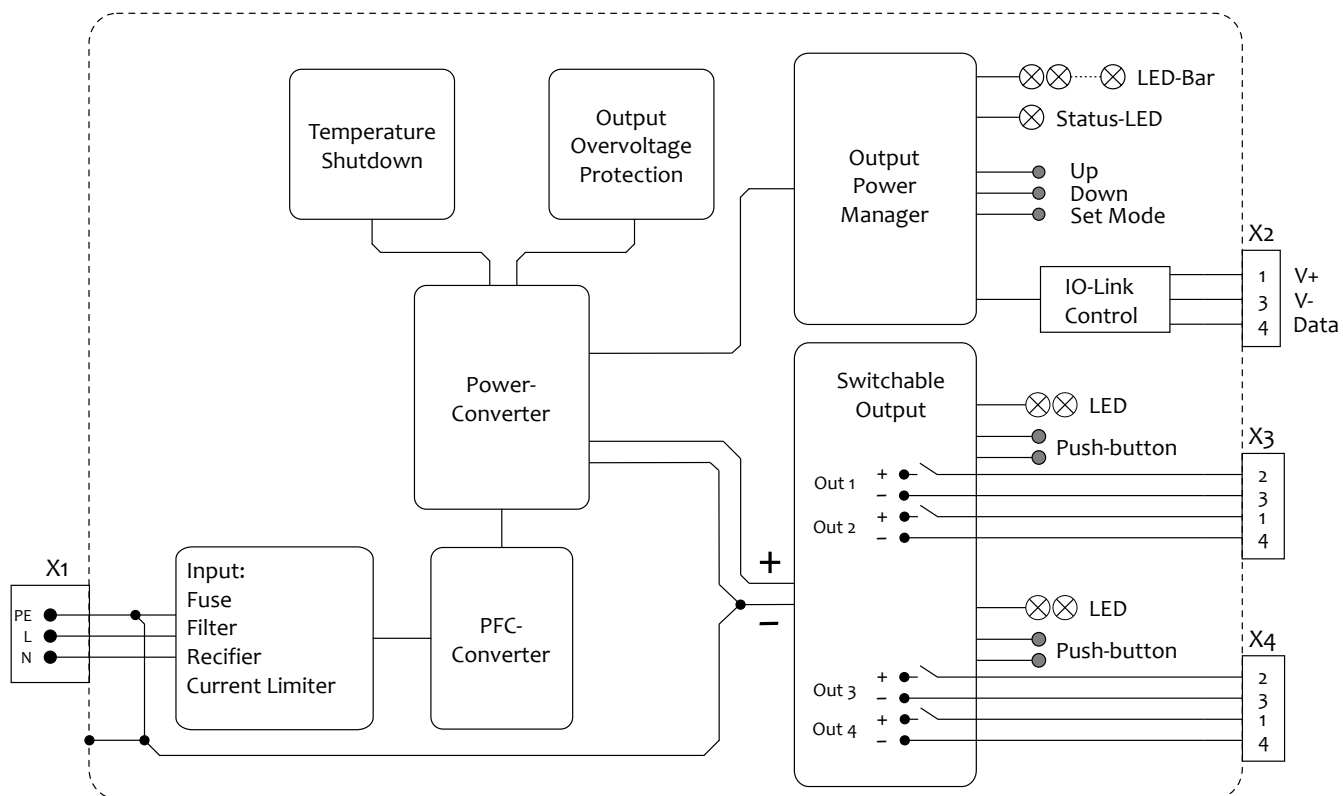 Temperature
Shutdown
Output
Overvoltage
Protection
Output
Power
Manager
LED-Bar
Status-LED
Up
Down
Set Mode
IO-Link
Control
X2
1 V+
3 V-
4 Data
Power-
Converter
Switchable
Output
LED
Push-button
X3
Out 1 + 2
– 3
Out 2 + 1
– 4
+
–
X1
PE
L
N
Input:
Fuse
Filter
Recifier
Current Limiter
PFC-
Converter
LED
Push-button
X4
Out 3 + 2
– 3
Out 4 + 1
– 4